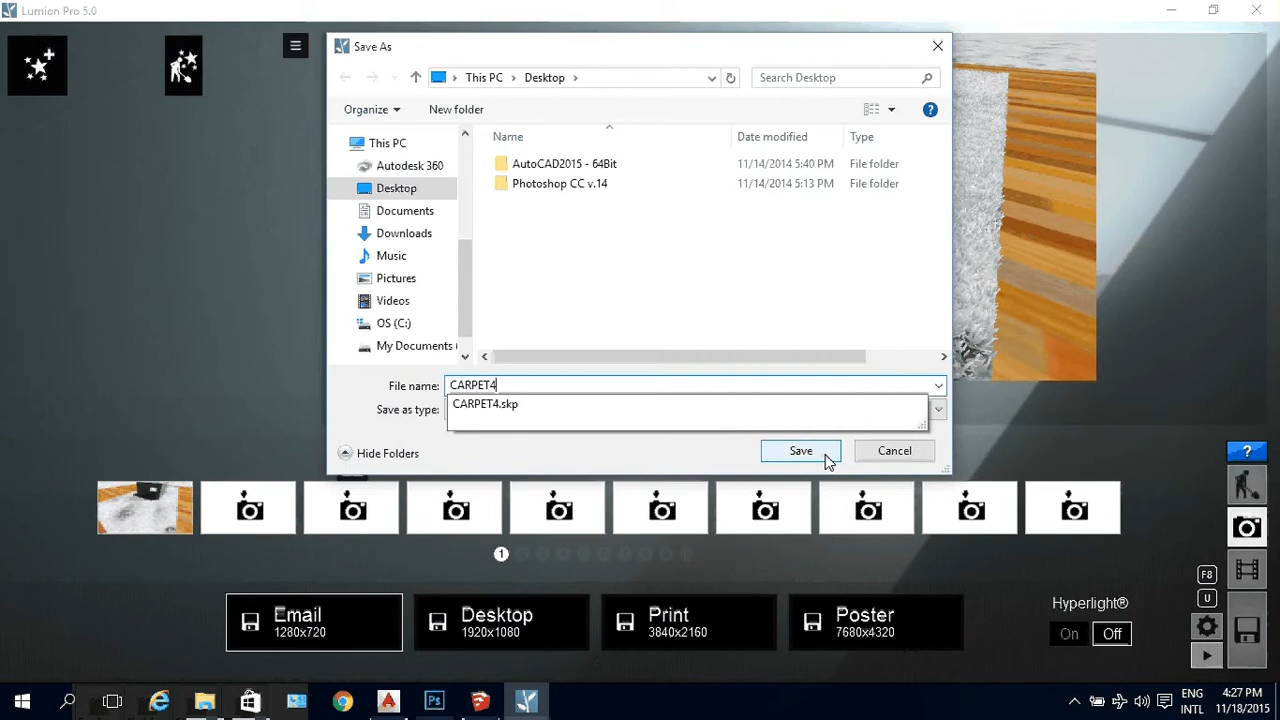 Lumion Pro 5.0
Save As
This PC
Desktop
Search Desktop
Organize
New folder
?
Name
Date modified
Type
This PC
Autodesk 360
Desktop
Documents
Downloads
Music
Pictures
Videos
OS (C:)
My Documents
AutoCAD2015 - 64Bit
11/14/2014 5:40 PM
File folder
Photoshop CC v.14
11/14/2014 5:13 PM
File folder
File name:
CARPET4
Save as type:
CARPET4.skp
Hide Folders
Save
Cancel
?
1
Email
1280x720
Desktop
1920x1080
Print
3840x2160
Poster
7680x4320
Hyperlight®
On
Off
F8
U
Ps
ENG
INTL
4:27 PM
11/18/2015